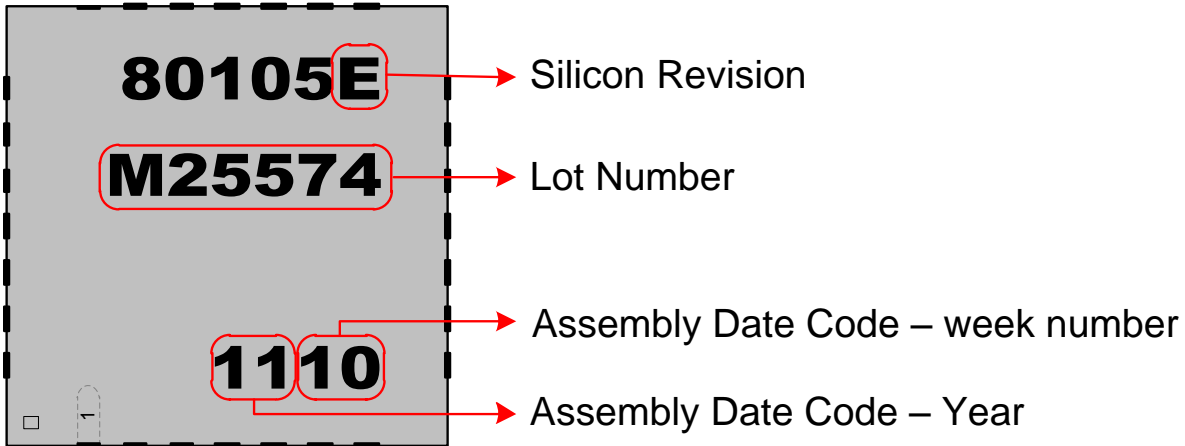 80105E
Silicon Revision
M25574
Lot Number
Assembly Date Code – week number
1110
Assembly Date Code – Year
1